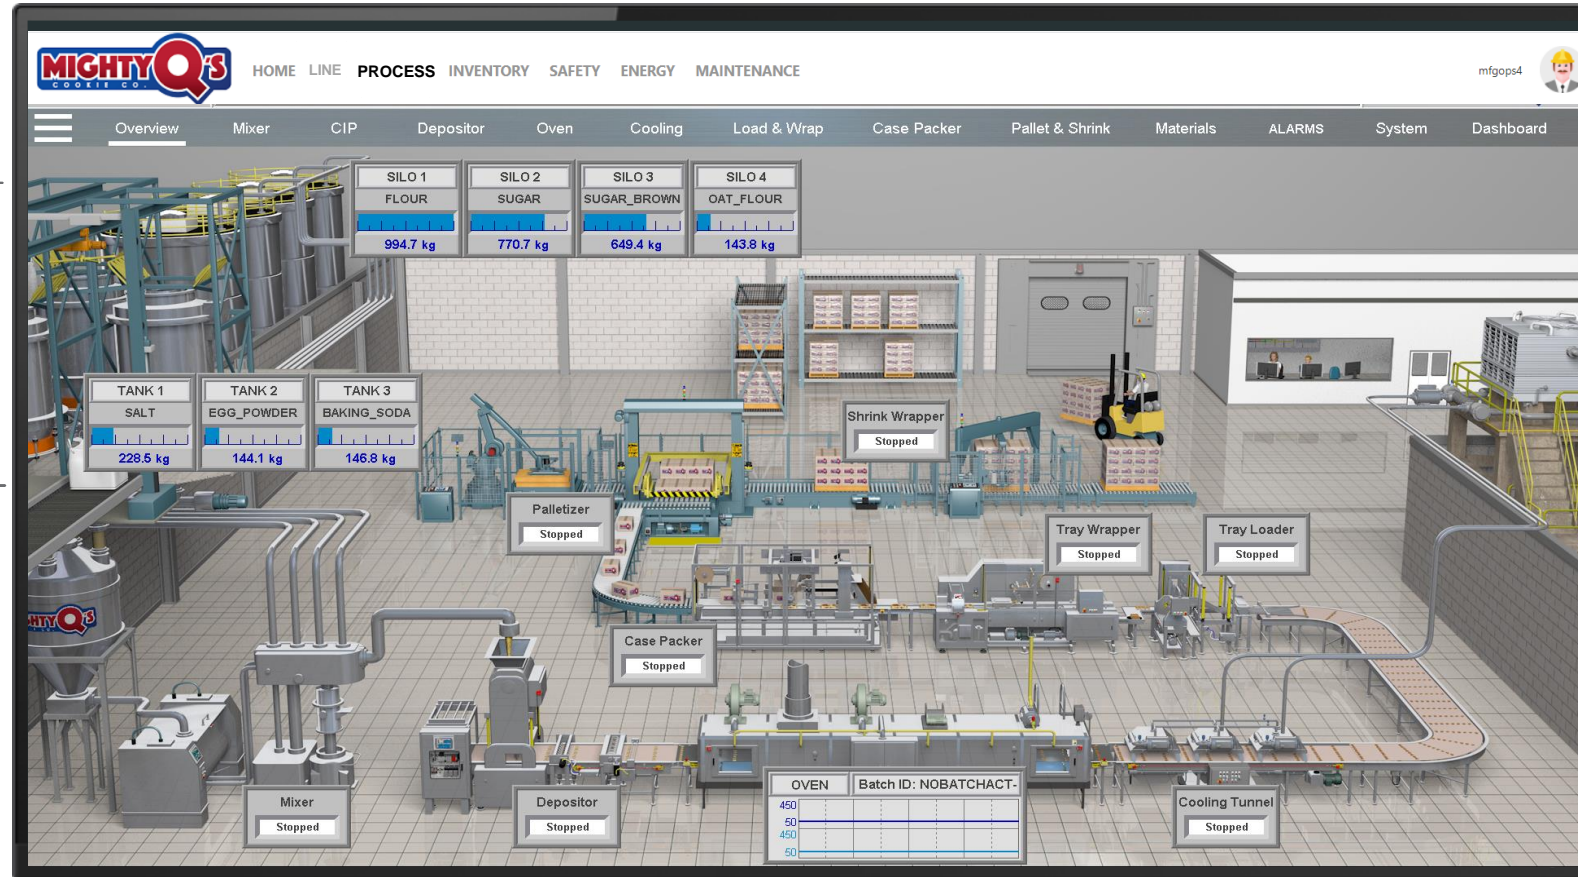 MIGHTY Q'S
COOKIE CO.
HOME LINE PROCESS INVENTORY SAFETY ENERGY MAINTENANCE
mfgops4
Overview Mixer CIP Depositor Oven Cooling Load & Wrap Case Packer Pallet & Shrink Materials ALARMS System Dashboard
SILO 1 SILO 2 SILO 3 SILO 4
FLOUR SUGAR SUGAR_BROWN OAT_FLOUR
994.7 kg 770.7 kg 649.4 kg 143.8 kg
TANK 1 TANK 2 TANK 3
SALT EGG_POWDER BAKING_SODA
228.5 kg 144.1 kg 146.8 kg
Shrink Wrapper
Stopped
Palletizer
Stopped
Tray Wrapper
Stopped
Tray Loader
Stopped
Case Packer
Stopped
HTY Q'S
OVEN Batch ID: NOBATCHACT-
450
50
450
50
Mixer
Stopped
Depositor
Stopped
Cooling Tunnel
Stopped